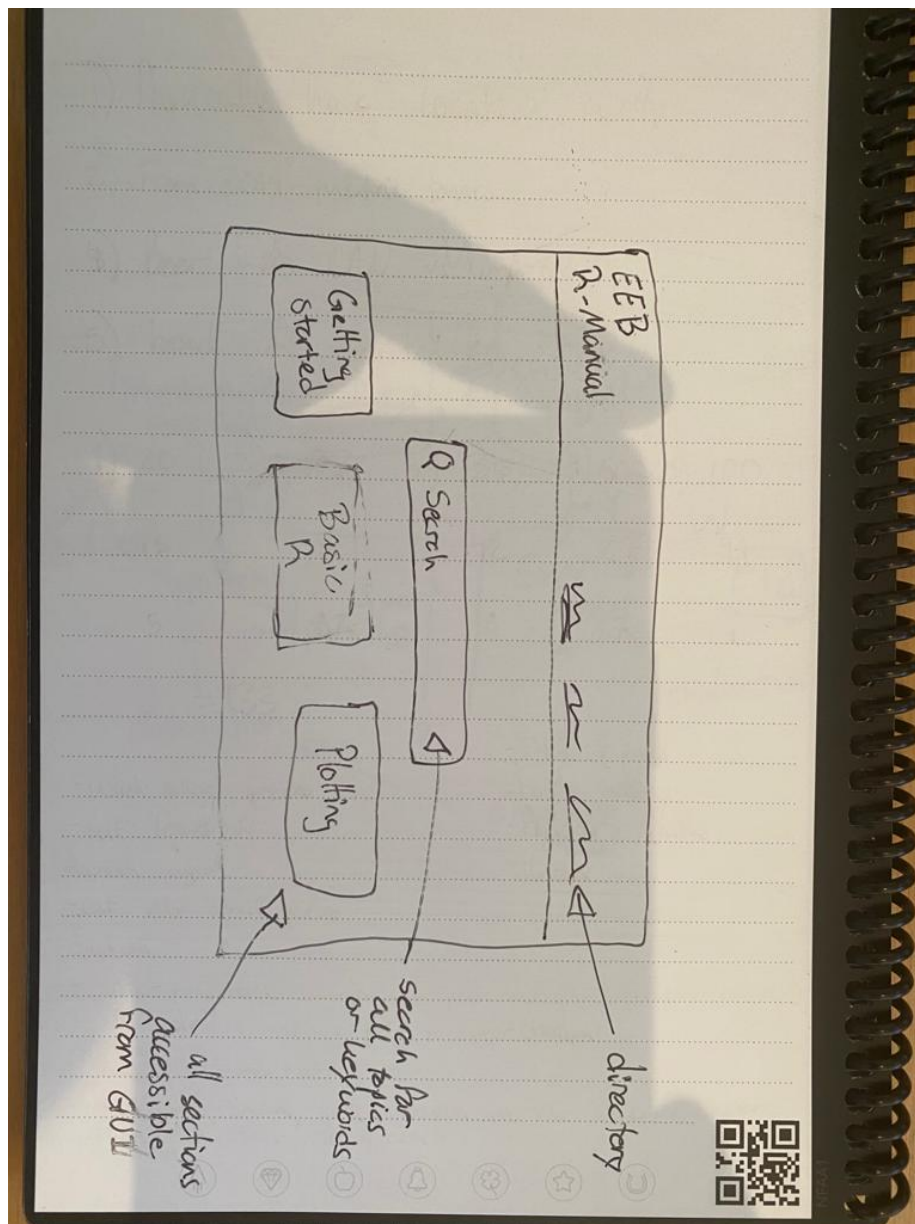 EEB
R-Manual
directory
Search
search for
all topics
or keywords
Getting
started
Basic
R
Plotting
all sections
accessible
from GUI